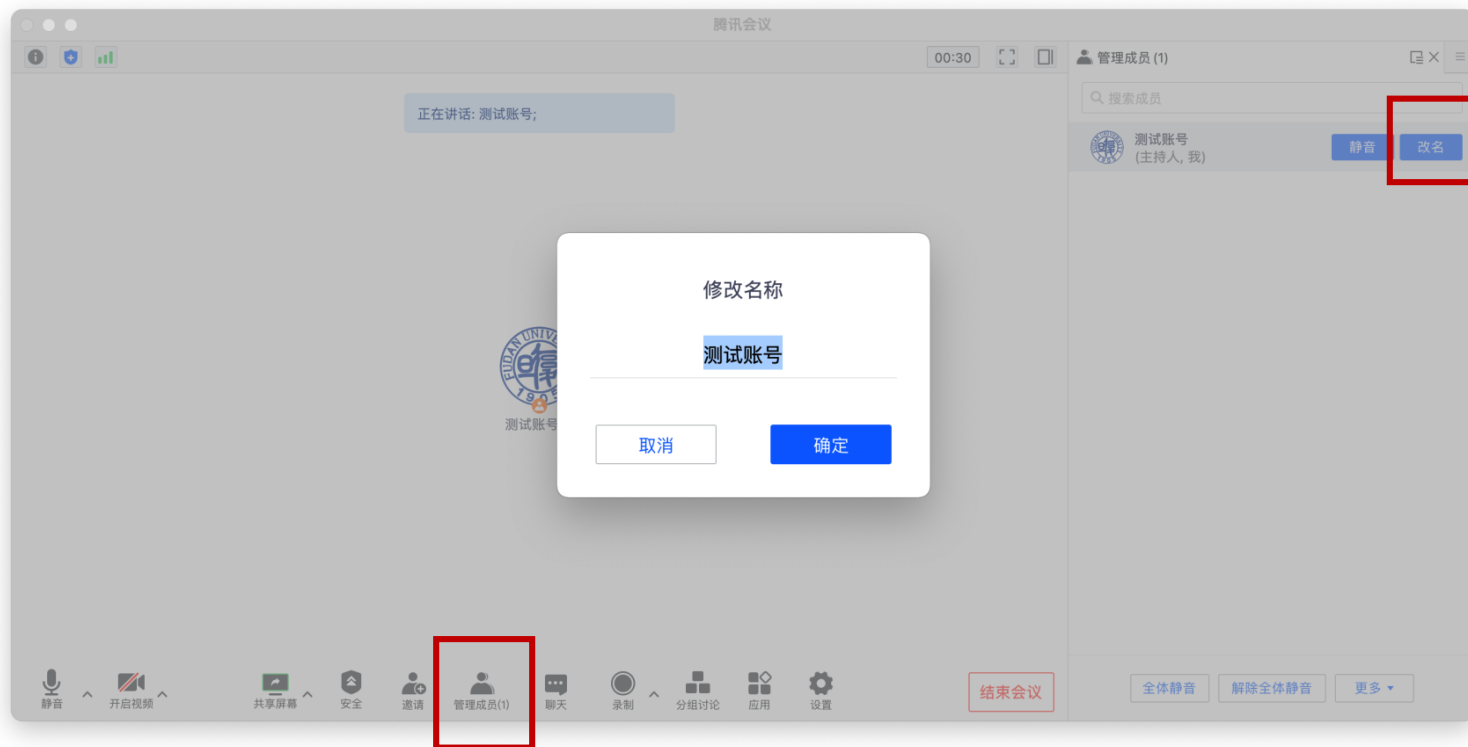 腾讯会议
00:30
管理成员 (1)
搜索成员
正在讲话: 测试账号;
测试账号
(主持人, 我)
静音
改名
修改名称
测试账号
FUDAN UNIVE
1905
测试账号
取消
确定
静音
开启视频
共享屏幕
安全
邀请
管理成员(1)
聊天
录制
分组讨论
应用
设置
结束会议
全体静音
解除全体静音
更多